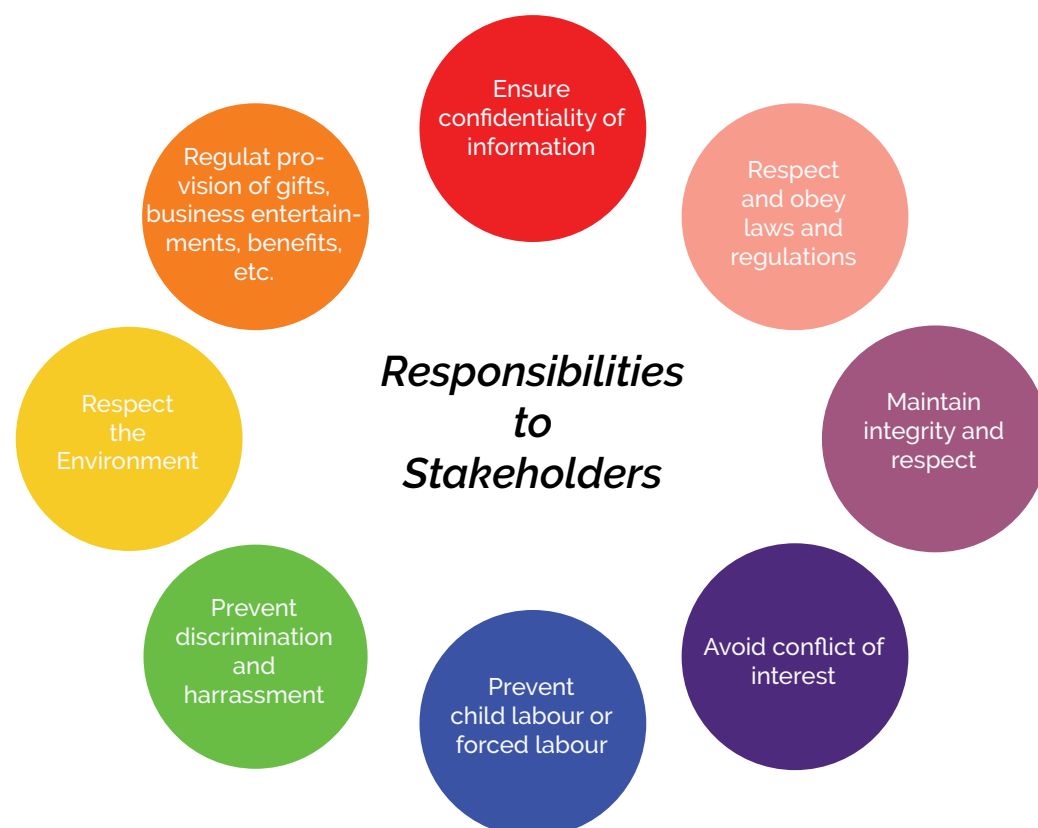 Ensure
confidentiality of
information
Respect
and obey
laws and
regulations
Maintain
integrity and
respect
Avoid conflict of
interest
Prevent
child labour or
forced labour
Prevent
discrimination
and
harrassment
Respect
the
Environment
Regulat pro-
vision of gifts,
business entertain-
ments, benefits,
etc.
Responsibilities
to
Stakeholders